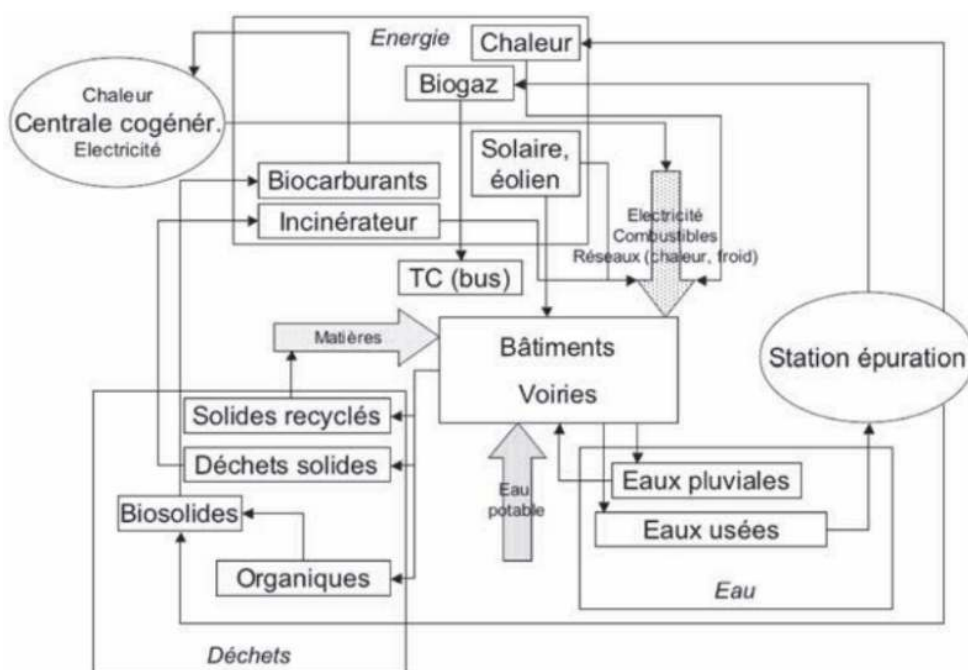 Energie
Chaleur
Biogaz
Chaleur
Centrale cogénér.
Electricité
Solaire,
éolien
Biocarburants
Incinérateur
Electricité
Combustibles
Réseaux (chaleur, froid)
TC (bus)
Matières
Bâtiments
Voiries
Station épuration
Solides recyclés
Déchets solides
Biosolides
Organiques
Déchets
Eau
potable
Eaux pluviales
Eaux usées
Eau